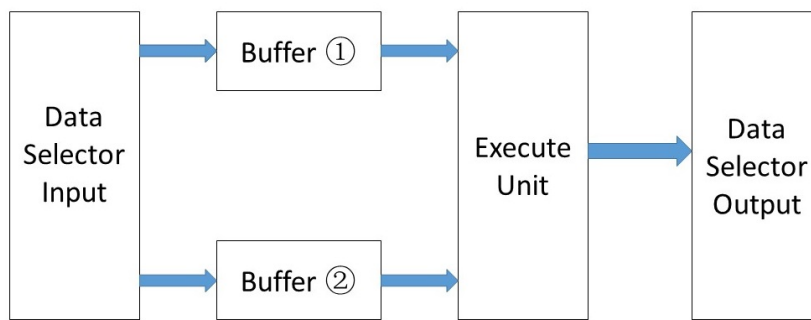 Data
Selector
Input
Buffer ①
Buffer ②
Execute
Unit
Data
Selector
Output